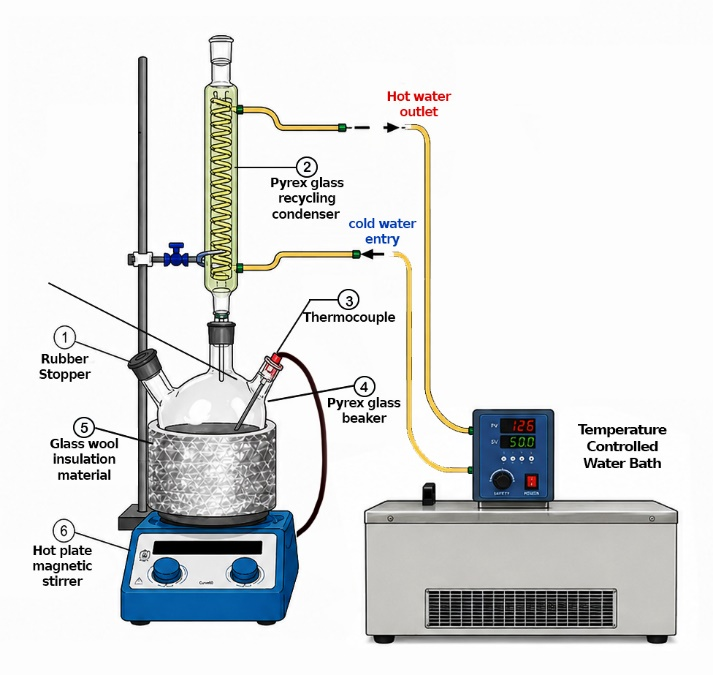 Hot water
outlet
2
Pyrex glass
recycling
condenser
cold water
entry
3
Thermocouple
1
Rubber
Stopper
4
Pyrex glass
beaker
5
Glass wool
insulation
material
PV 126
SV 50.0
SAFETY
Temperature
Controlled
Water Bath
6
Hot plate
magnetic
stirrer